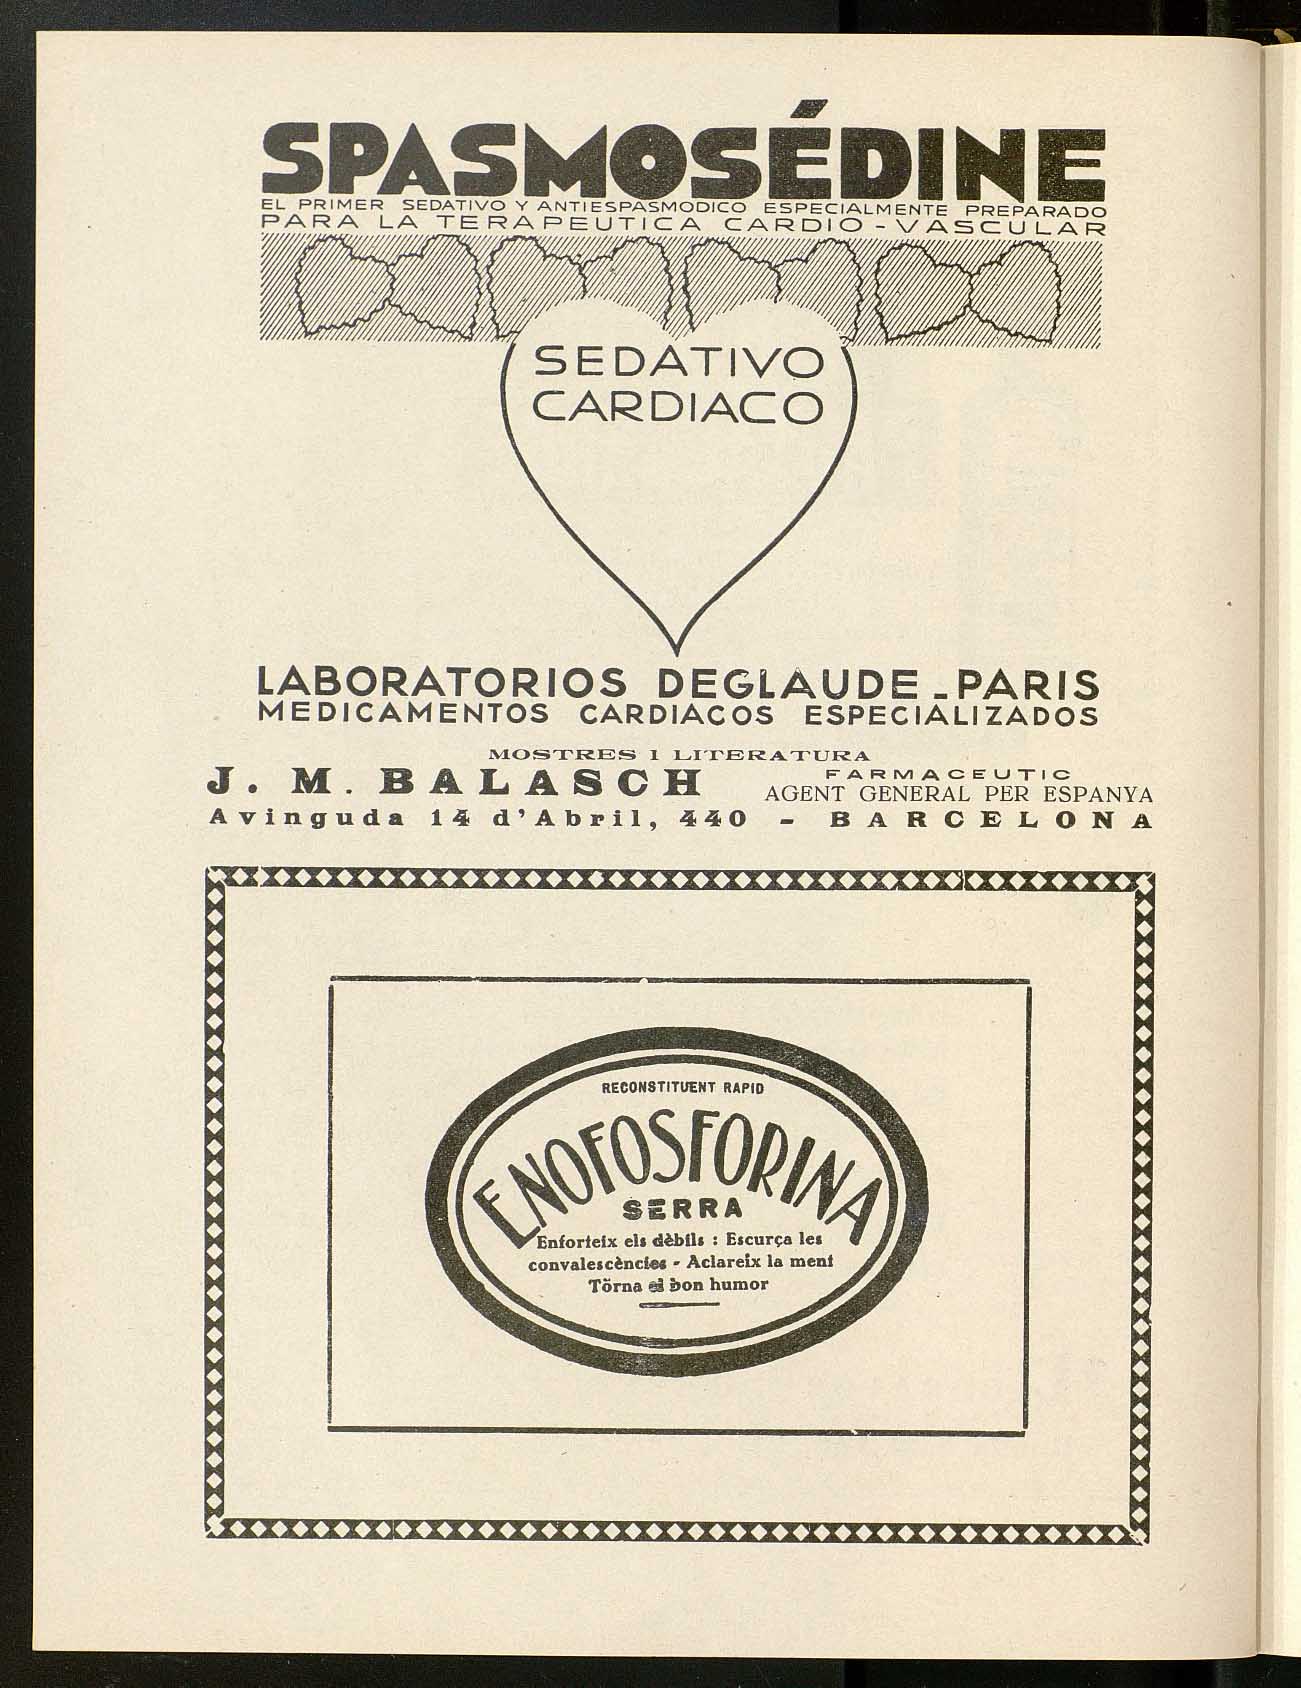 SPASMOSÉDINE
EL PRIMER SEDATIVO Y ANTIESPASMODICO ESPECIALMENTE PREPARADO
PARA LA TERAPEUTICA CARDIO-VASCULAR
SEDATIVO
CARDIACO
LABORATORIOS DEGLAUDE - PARIS
MEDICAMENTOS CARDIACOS ESPECIALIZADOS
MOSTRES I LITERATURA
J. M. BALASCH
FARMACEUTIC
AGENT GENERAL PER ESPANYA
Avinguda 14 d'Abril, 440 - BARCELONA
RECONSTITUENT RAPID
ENOFOSFORINA
SERRA
Enforteix els dèbils : Escurça les
convalescències - Aclareix la ment
Törna el bon humor